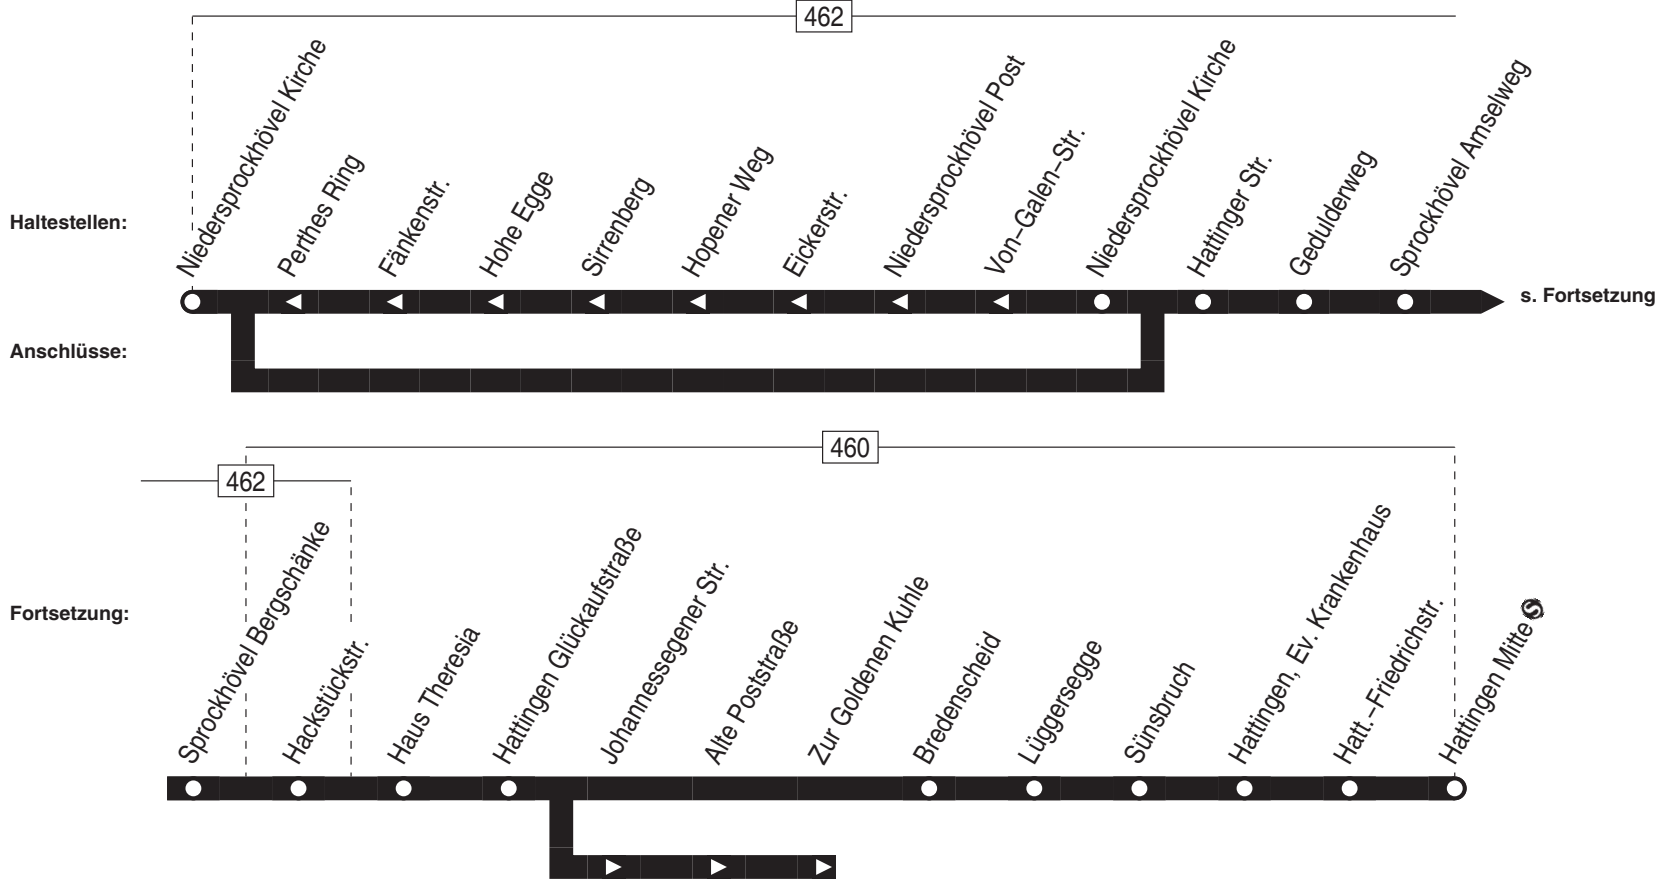 462
Niedersprockhövel Kirche
Perthes Ring
Fänkenstr.
Hohe Egge
Sirrenberg
Hopener Weg
Eickerstr.
Niedersprockhövel Post
Von-Galen-Str.
Niedersprockhövel Kirche
Hattinger Str.
Gedulderweg
Sprockhövel Amselweg
Haltestellen:
s. Fortsetzung
Anschlüsse:
460
462
Fortsetzung:
Sprockhövel Bergschänke
Hackstückstr.
Haus Theresia
Hattingen Glückaufstraße
Johannessegener Str.
Alte Poststraße
Zur Goldenen Kuhle
Bredenscheid
Lüggersegge
Sünsbruch
Hattingen, Ev. Krankenhaus
Hatt.-Friedrichstr.
Hattingen Mitte S